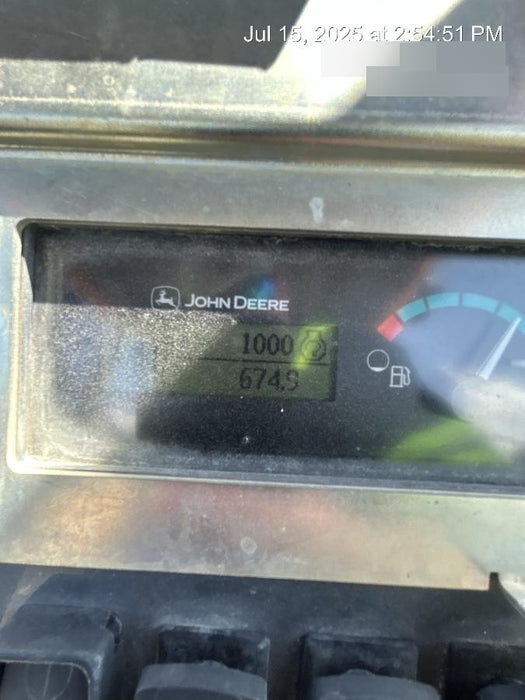 Jul 15, 2025 at 2:54:51 PM
JOHN DEERE
1000
674.9